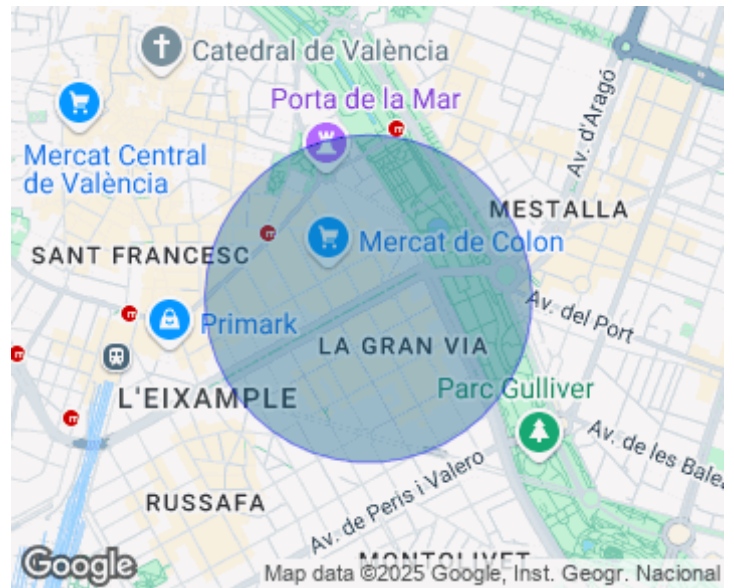 Catedral de València
Porta de la Mar
Av. d'Aragó
Mercat Central
de València
MESTALLA
Mercat de Colon
SANT FRANCESC
Av. del Port
Primark
LA GRAN VIA
Parc Gulliver
L'EIXAMPLE
Av. de les Balea
RUSSAFA
Av. de Peris i Valero
MONTOLIVET
Google
Map data ©2025 Google, Inst. Geogr. Nacional